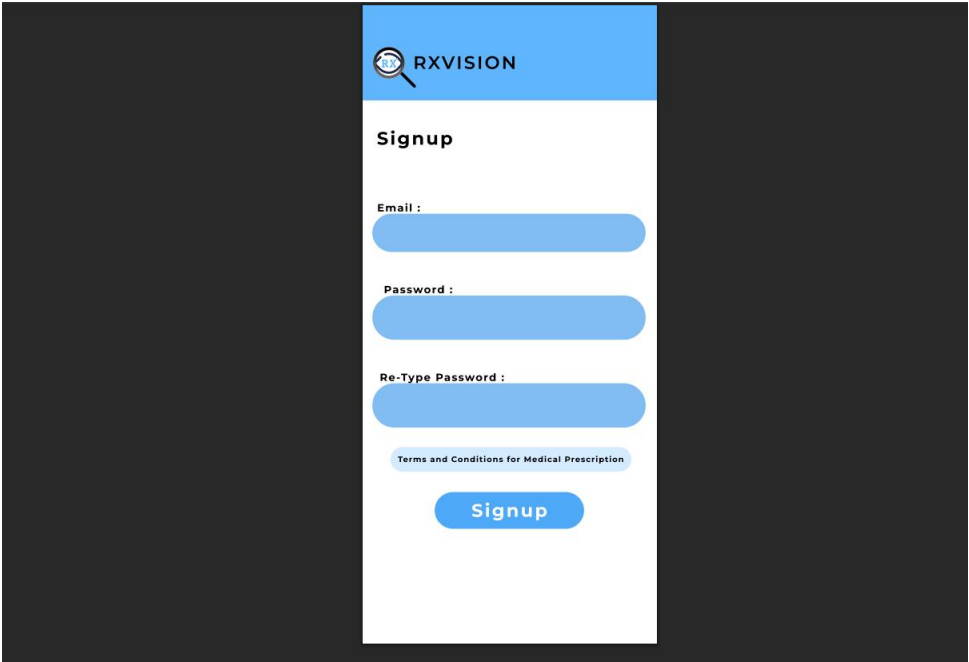 RX RXVISION
Signup
Email :
Password :
Re-Type Password :
Terms and Conditions for Medical Prescription
Signup